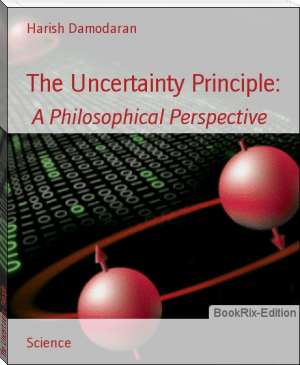 Harish Damodaran
The Uncertainty Principle:
A Philosophical Perspective
BookRix-Edition
Science